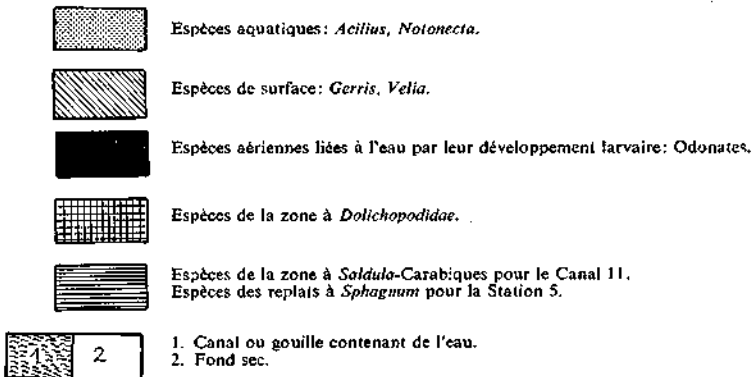 Espèces aquatiques: Acilius, Notonecta.
Espèces de surface: Gerris, Velia.
Espèces aériennes liées à l'eau par leur développement larvaire: Odonates.
Espèces de la zone à Dolichopodidae.
Espèces de la zone à Saldula-Carabiques pour le Canal 11.
Espèces des replats à Sphagnum pour la Station 5.
1 2
1. Canal ou gouille contenant de l'eau.
2. Fond sec.